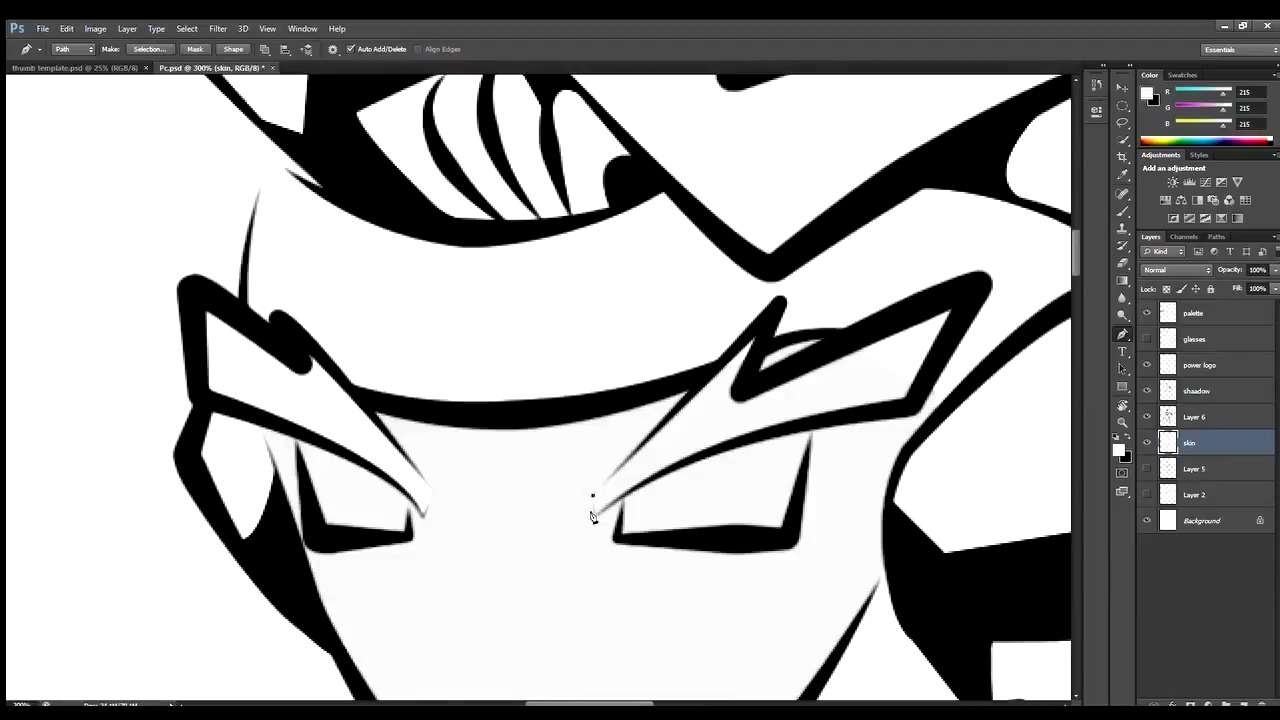 Ps File Edit Image Layer Type Select Filter 3D View Window Help
Path Make: Selection... Mask Shape Auto Add/Delete Align Edges Essentials
thumb template.psd @ 25% (RGB/8) × Pc.psd @ 300% (skin, RGB/8) * ×
Color Swatches
R 215
G 215
B 215
Adjustments Styles
Add an adjustment
Layers Channels Paths
Kind
Normal Opacity: 100%
Lock: Fill: 100%
palette
glasses
power logo
shaadow
Layer 6
skin
Layer 5
Layer 2
Background